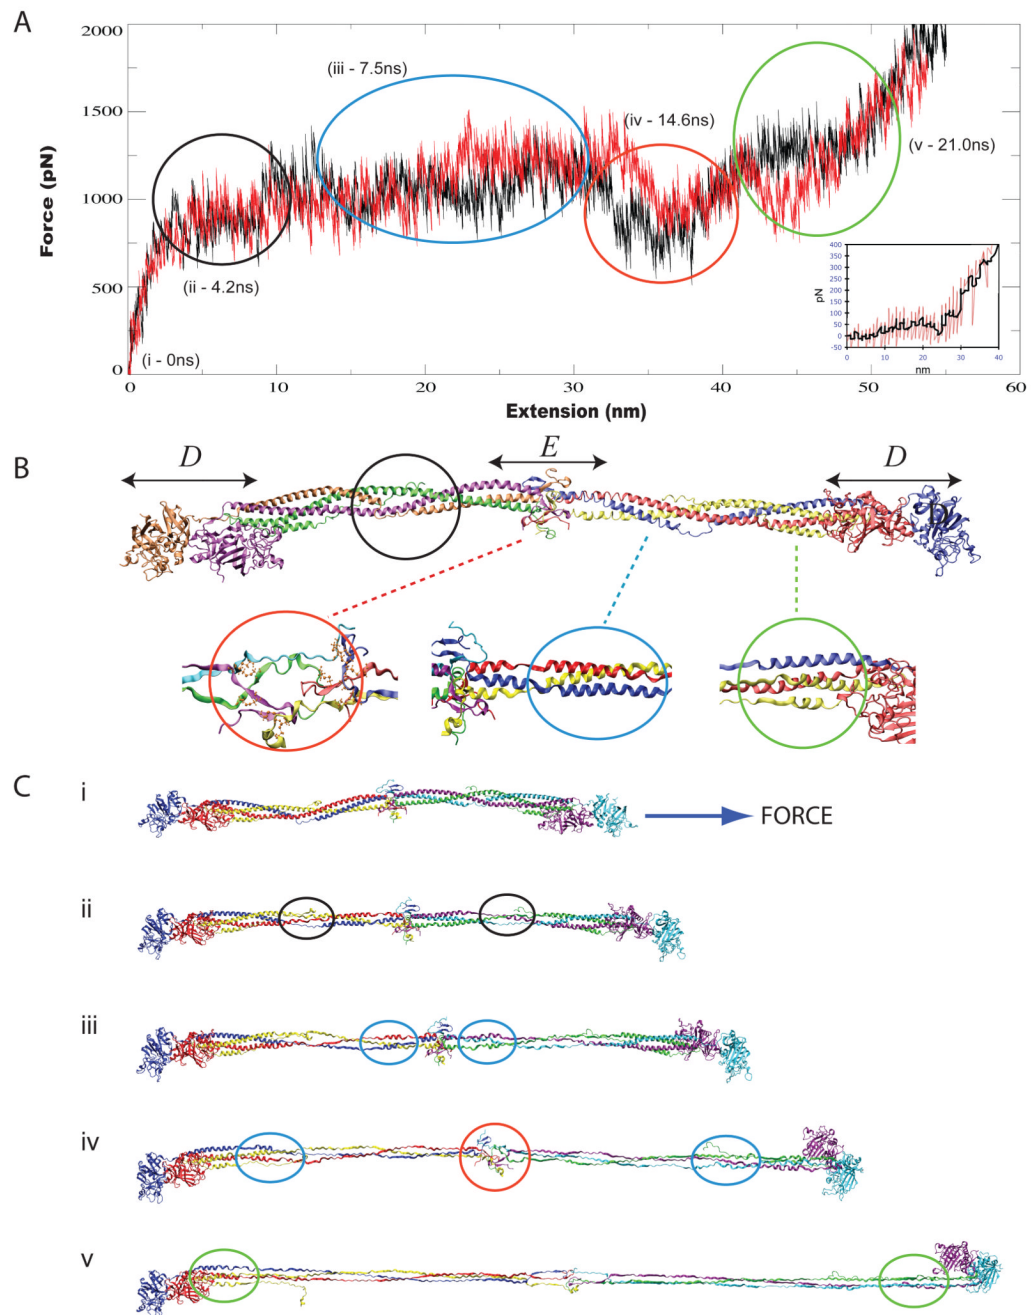 A
2000
1500
1000
500
0
Force (pN)
(i - 0ns)
(ii - 4.2ns)
(iii - 7.5ns)
(iv - 14.6ns)
(v - 21.0ns)
400
350
300
250
200
150
100
50
0
-50
pN
0 10 20 30 40
nm
0 10 20 30 40 50 60
Extension (nm)
B
D E D
C
i
FORCE
ii
iii
iv
v